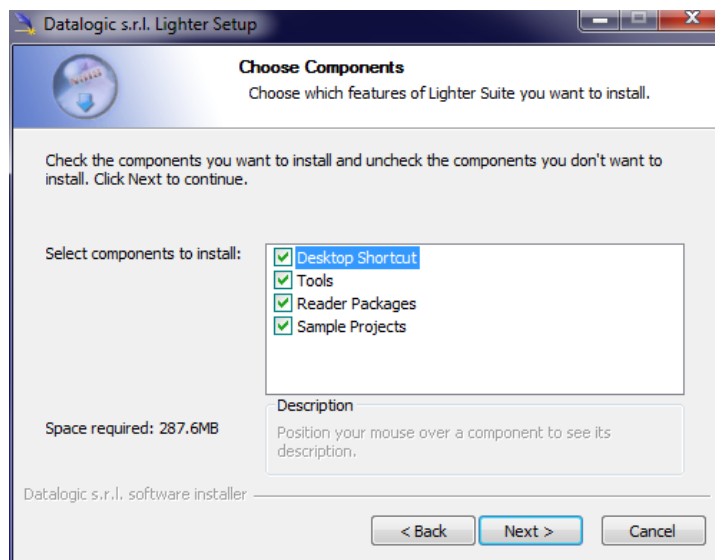 Datalogic s.r.l. Lighter Setup
Choose Components
Choose which features of Lighter Suite you want to install.
Check the components you want to install and uncheck the components you don't want to
install. Click Next to continue.
Select components to install:
Desktop Shortcut
Tools
Reader Packages
Sample Projects
Space required: 287.6MB
Description
Position your mouse over a component to see its
description.
Datalogic s.r.l. software installer
< Back
Next >
Cancel